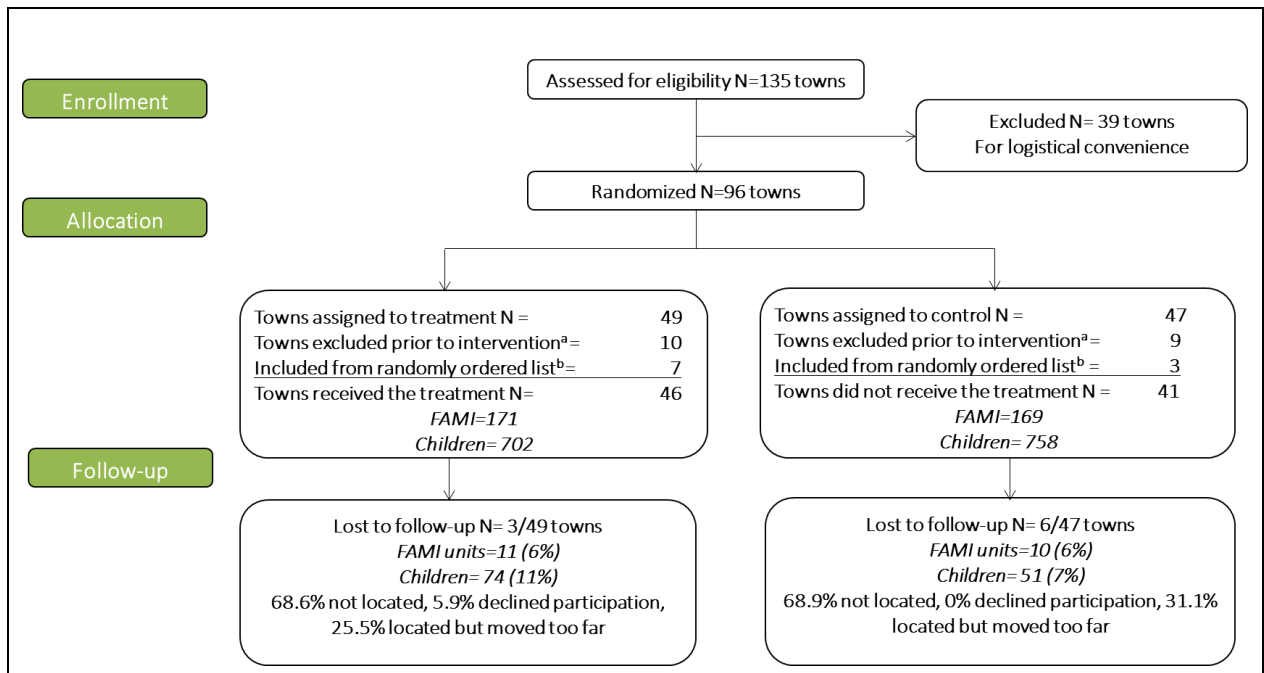 Assessed for eligibility N=135 towns
Enrollment
Excluded N= 39 towns
For logistical convenience
Randomized N=96 towns
Allocation
Towns assigned to treatment N = 49
Towns excluded prior to interventionᵃ= 10
Included from randomly ordered listᵇ= 7
Towns received the treatment N= 46
FAMI=171
Children= 702
Towns assigned to control N = 47
Towns excluded prior to interventionᵃ= 9
Included from randomly ordered listᵇ = 3
Towns did not receive the treatment N = 41
FAMI=169
Children= 758
Follow-up
Lost to follow-up N= 3/49 towns
FAMI units=11 (6%)
Children= 74 (11%)
68.6% not located, 5.9% declined participation,
25.5% located but moved too far
Lost to follow-up N= 6/47 towns
FAMI units=10 (6%)
Children= 51 (7%)
68.9% not located, 0% declined participation, 31.1%
located but moved too far